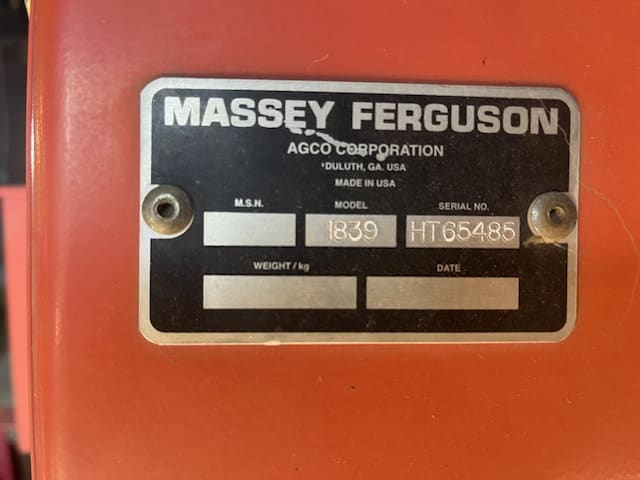 MASSEY FERGUSON
AGCO CORPORATION
DULUTH, GA. USA
MADE IN USA
M.S.N. MODEL SERIAL NO.
1839 HT65485
WEIGHT / kg DATE